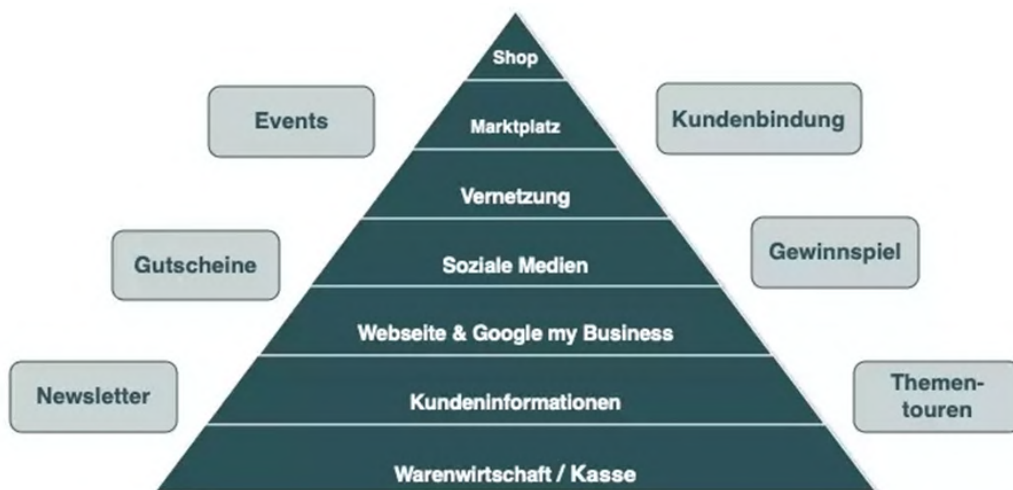 Shop
Events
Kundenbindung
Marktplatz
Vernetzung
Gutscheine
Gewinnspiel
Soziale Medien
Webseite & Google my Business
Newsletter
Themen-
touren
Kundeninformationen
Warenwirtschaft / Kasse